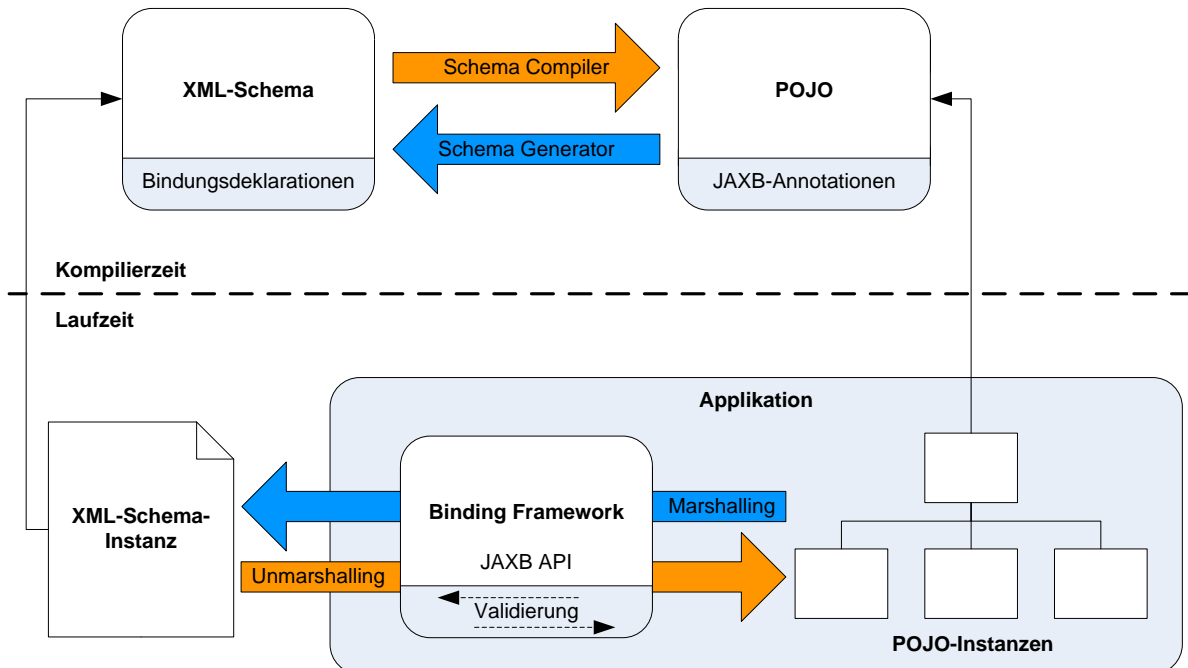 XML-Schema
Bindungsdeklarationen
Schema Compiler
Schema Generator
POJO
JAXB-Annotationen
Kompilierzeit
Laufzeit
Applikation
XML-Schema-
Instanz
Unmarshalling
Binding Framework
JAXB API
Validierung
Marshalling
POJO-Instanzen